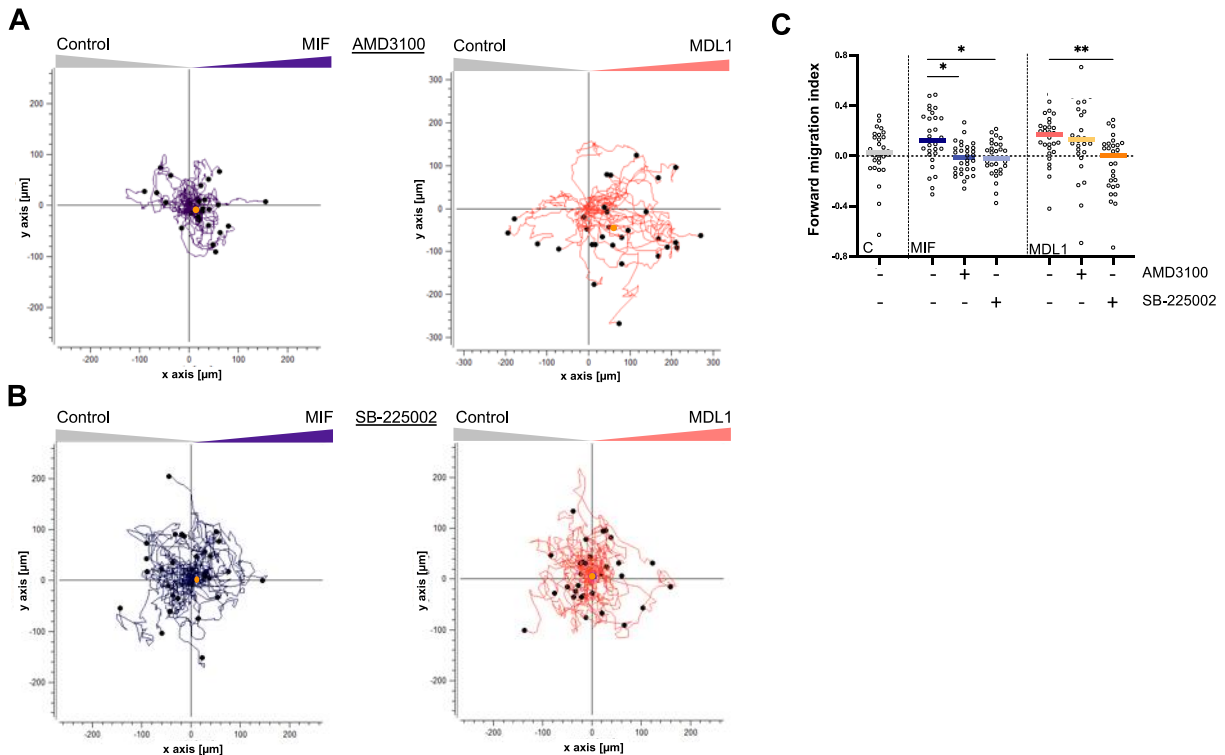 A
Control MIF AMD3100 Control MDL1
y axis [µm]
200
100
0
-100
-200
-200 -100 0 100 200
x axis [µm]
y axis [µm]
300
200
100
0
-100
-200
-300
-300 -200 -100 0 100 200 300
x axis [µm]
B
Control MIF SB-225002 Control MDL1
y axis [µm]
200
100
0
-100
-200
-200 -100 0 100 200
x axis [µm]
y axis [µm]
200
100
0
-100
-200
-200 -100 0 100 200
x axis [µm]
C
Forward migration index
0.8
0.4
0.0
-0.4
-0.8
* * **
C MIF MDL1
- - + - - + - AMD3100
- - - + - - + SB-225002